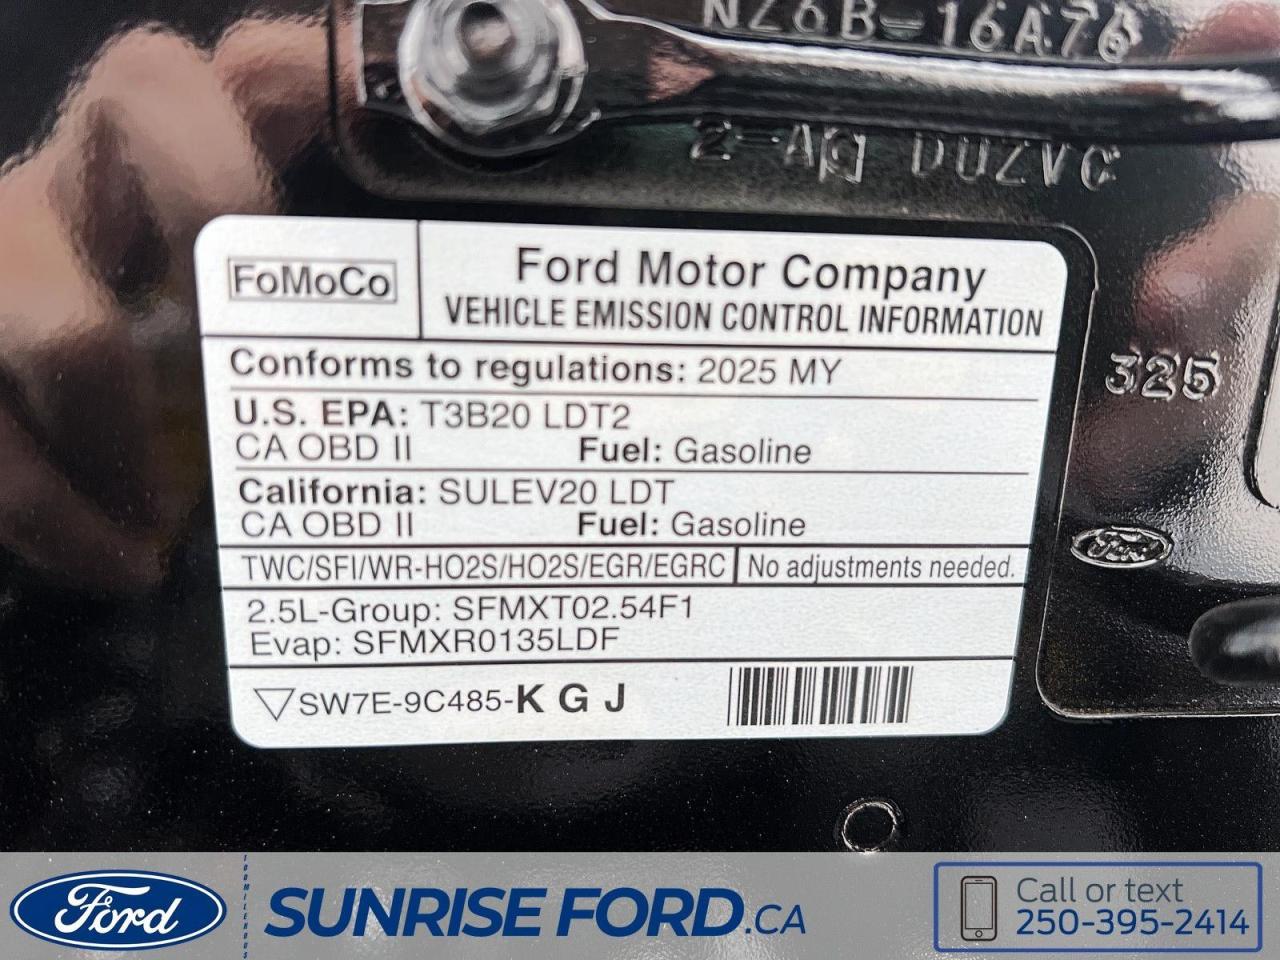 NZ6B-16A76
2-A DUZVC
FoMoCo
Ford Motor Company
VEHICLE EMISSION CONTROL INFORMATION
Conforms to regulations: 2025 MY
U.S. EPA: T3B20 LDT2
CA OBD II Fuel: Gasoline
California: SULEV20 LDT
CA OBD II Fuel: Gasoline
TWC/SFI/WR-HO2S/HO2S/EGR/EGRC No adjustments needed.
2.5L-Group: SFMXT02.54F1
Evap: SFMXR0135LDF
SW7E-9C485-K G J
325
Ford
Ford
SUNRISE FORD.CA
Call or text
250-395-2414